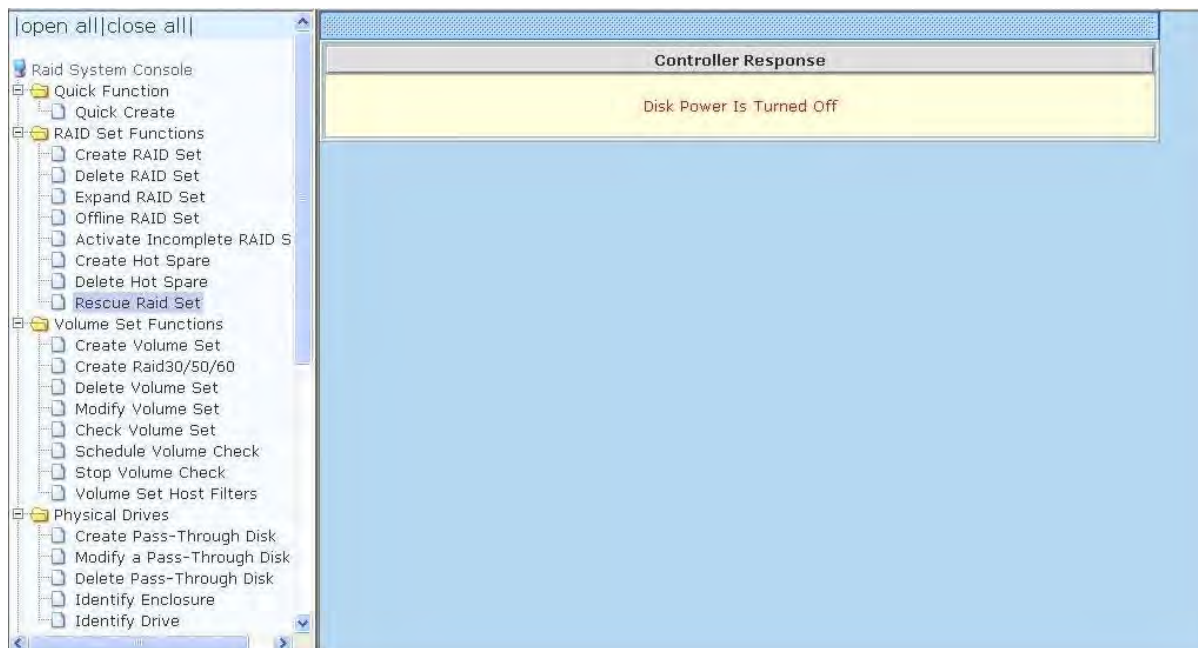 |open all|close all|
Raid System Console
Quick Function
Quick Create
RAID Set Functions
Create RAID Set
Delete RAID Set
Expand RAID Set
Offline RAID Set
Activate Incomplete RAID S
Create Hot Spare
Delete Hot Spare
Rescue Raid Set
Volume Set Functions
Create Volume Set
Create Raid30/50/60
Delete Volume Set
Modify Volume Set
Check Volume Set
Schedule Volume Check
Stop Volume Check
Volume Set Host Filters
Physical Drives
Create Pass-Through Disk
Modify a Pass-Through Disk
Delete Pass-Through Disk
Identify Enclosure
Identify Drive
Controller Response
Disk Power Is Turned Off